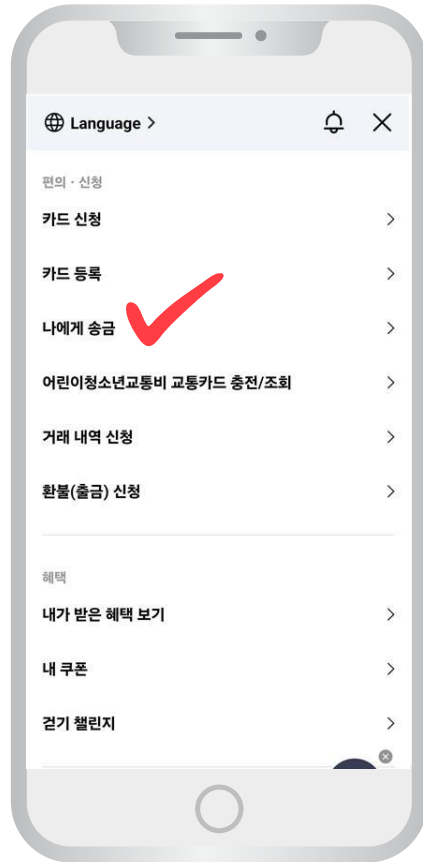 Language >
편의 · 신청
카드 신청
카드 등록
나에게 송금
어린이청소년교통비 교통카드 충전/조회
거래 내역 신청
환불(출금) 신청
혜택
내가 받은 혜택 보기
내 쿠폰
걷기 챌린지